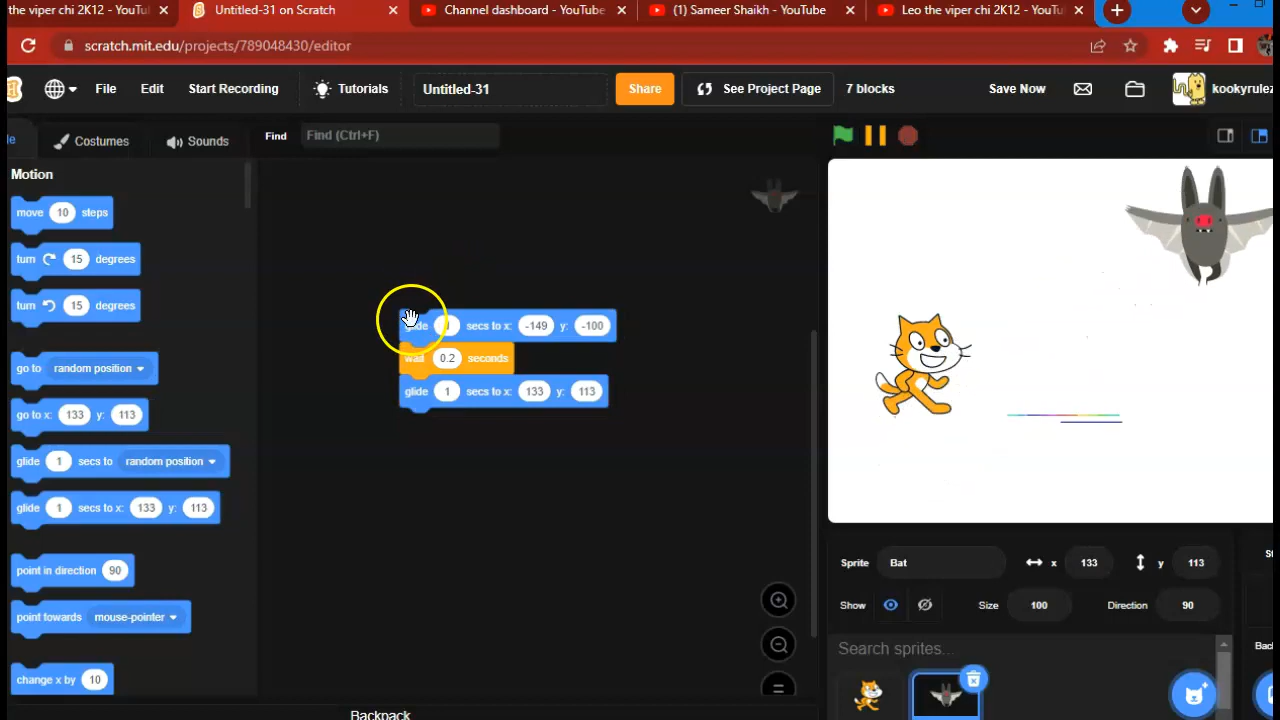 the viper chi 2K12 - YouTu
Untitled-31 on Scratch
Channel dashboard - YouTube
(1) Sameer Shaikh - YouTube
Leo the viper chi 2K12 - YouTu
scratch.mit.edu/projects/789048430/editor
File
Edit
Start Recording
Tutorials
Untitled-31
Share
See Project Page
7 blocks
Save Now
kookyrulez
Costumes
Sounds
Find
Find (Ctrl+F)
Motion
move 10 steps
turn 15 degrees
turn 15 degrees
go to random position
go to x: 133 y: 113
glide 1 secs to random position
glide 1 secs to x: 133 y: 113
point in direction 90
point towards mouse-pointer
change x by 10
glide 1 secs to x: -149 y: -100
wait 0.2 seconds
glide 1 secs to x: 133 y: 113
Sprite Bat x 133 y 113
Show Size 100 Direction 90
Search sprites...
Backpack